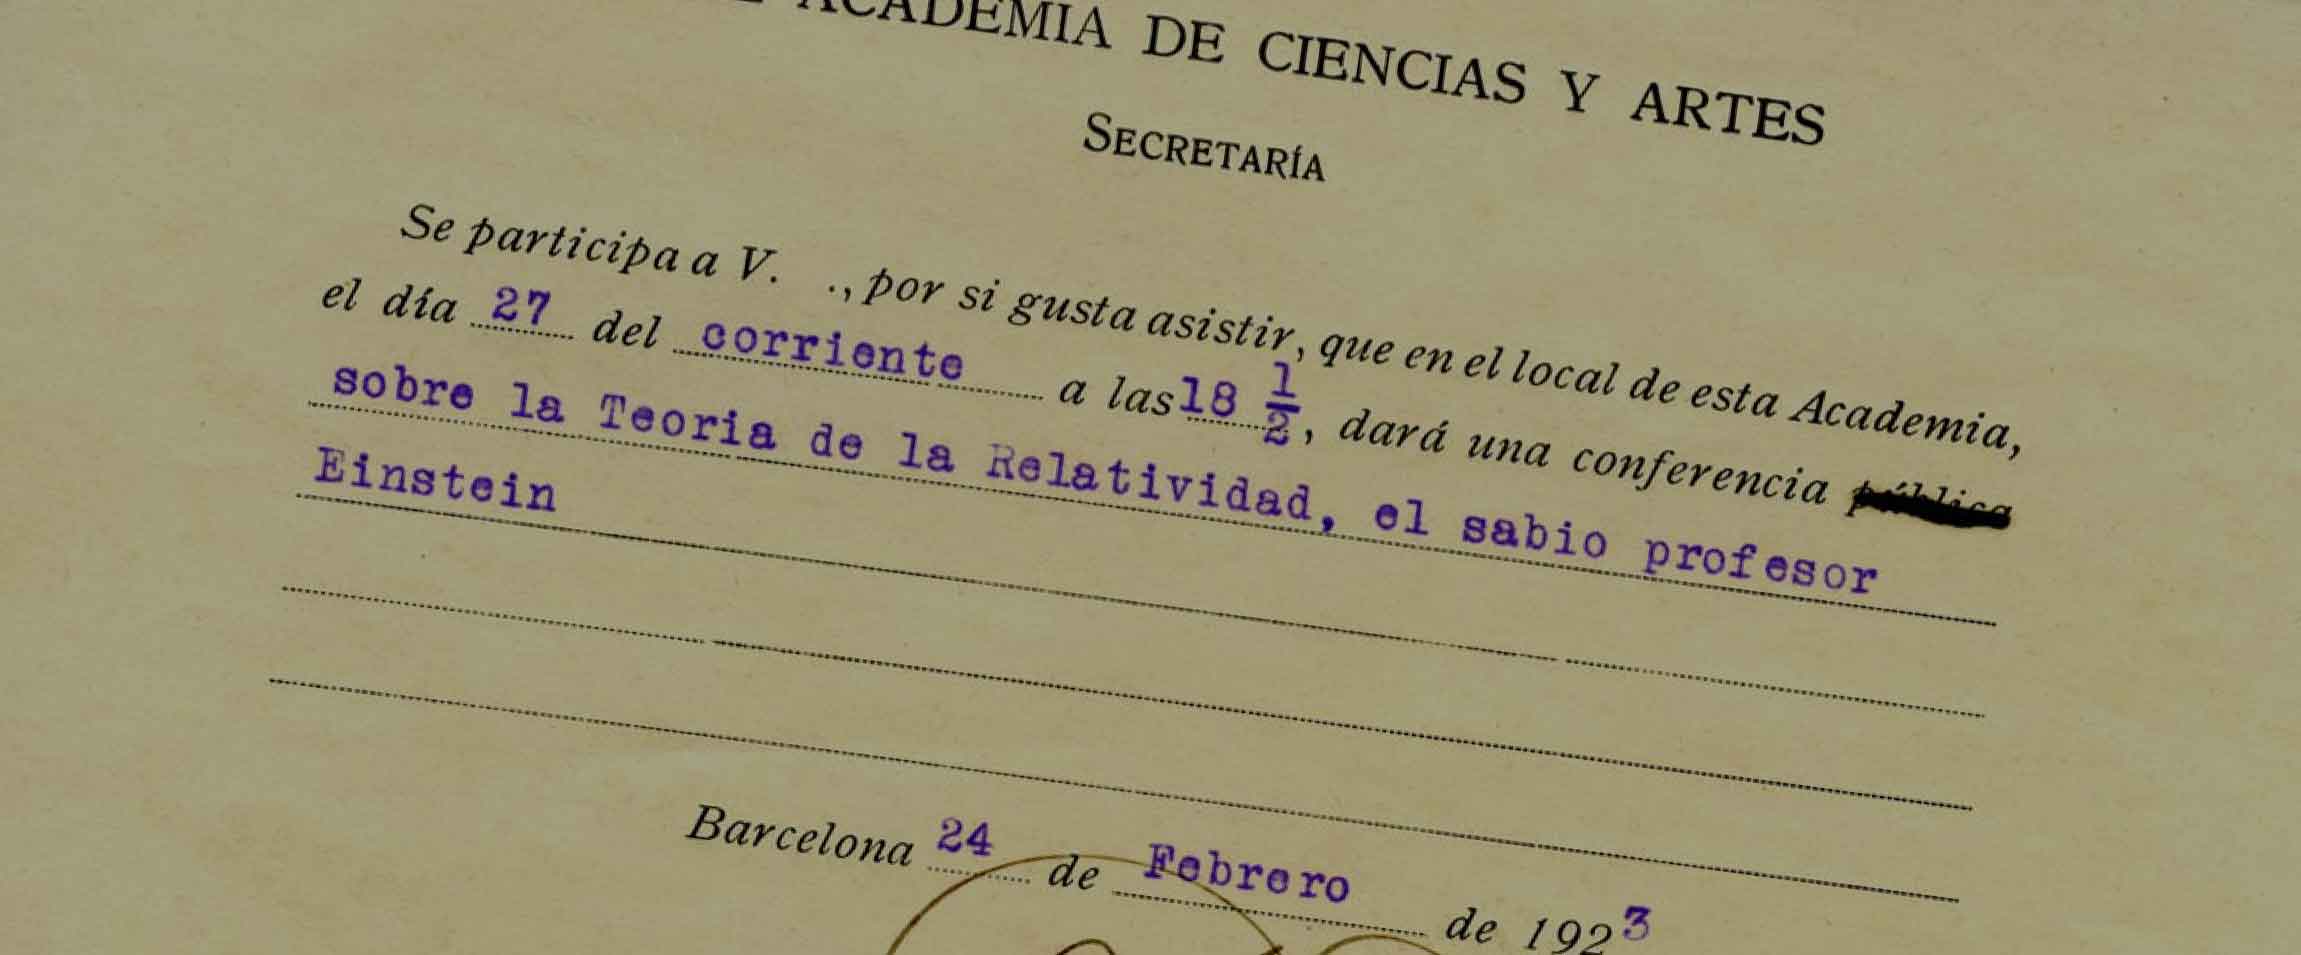 ACADEMIA DE CIENCIAS Y ARTES
SECRETARÍA
Se participa a V. ., por si gusta asistir, que en el local de esta Academia,
el día 27 del corriente a las 18 1/2, dará una conferencia pública
sobre la Teoria de la Relatividad, el sabio profesor
Einstein
Barcelona 24 de Febrero de 1923